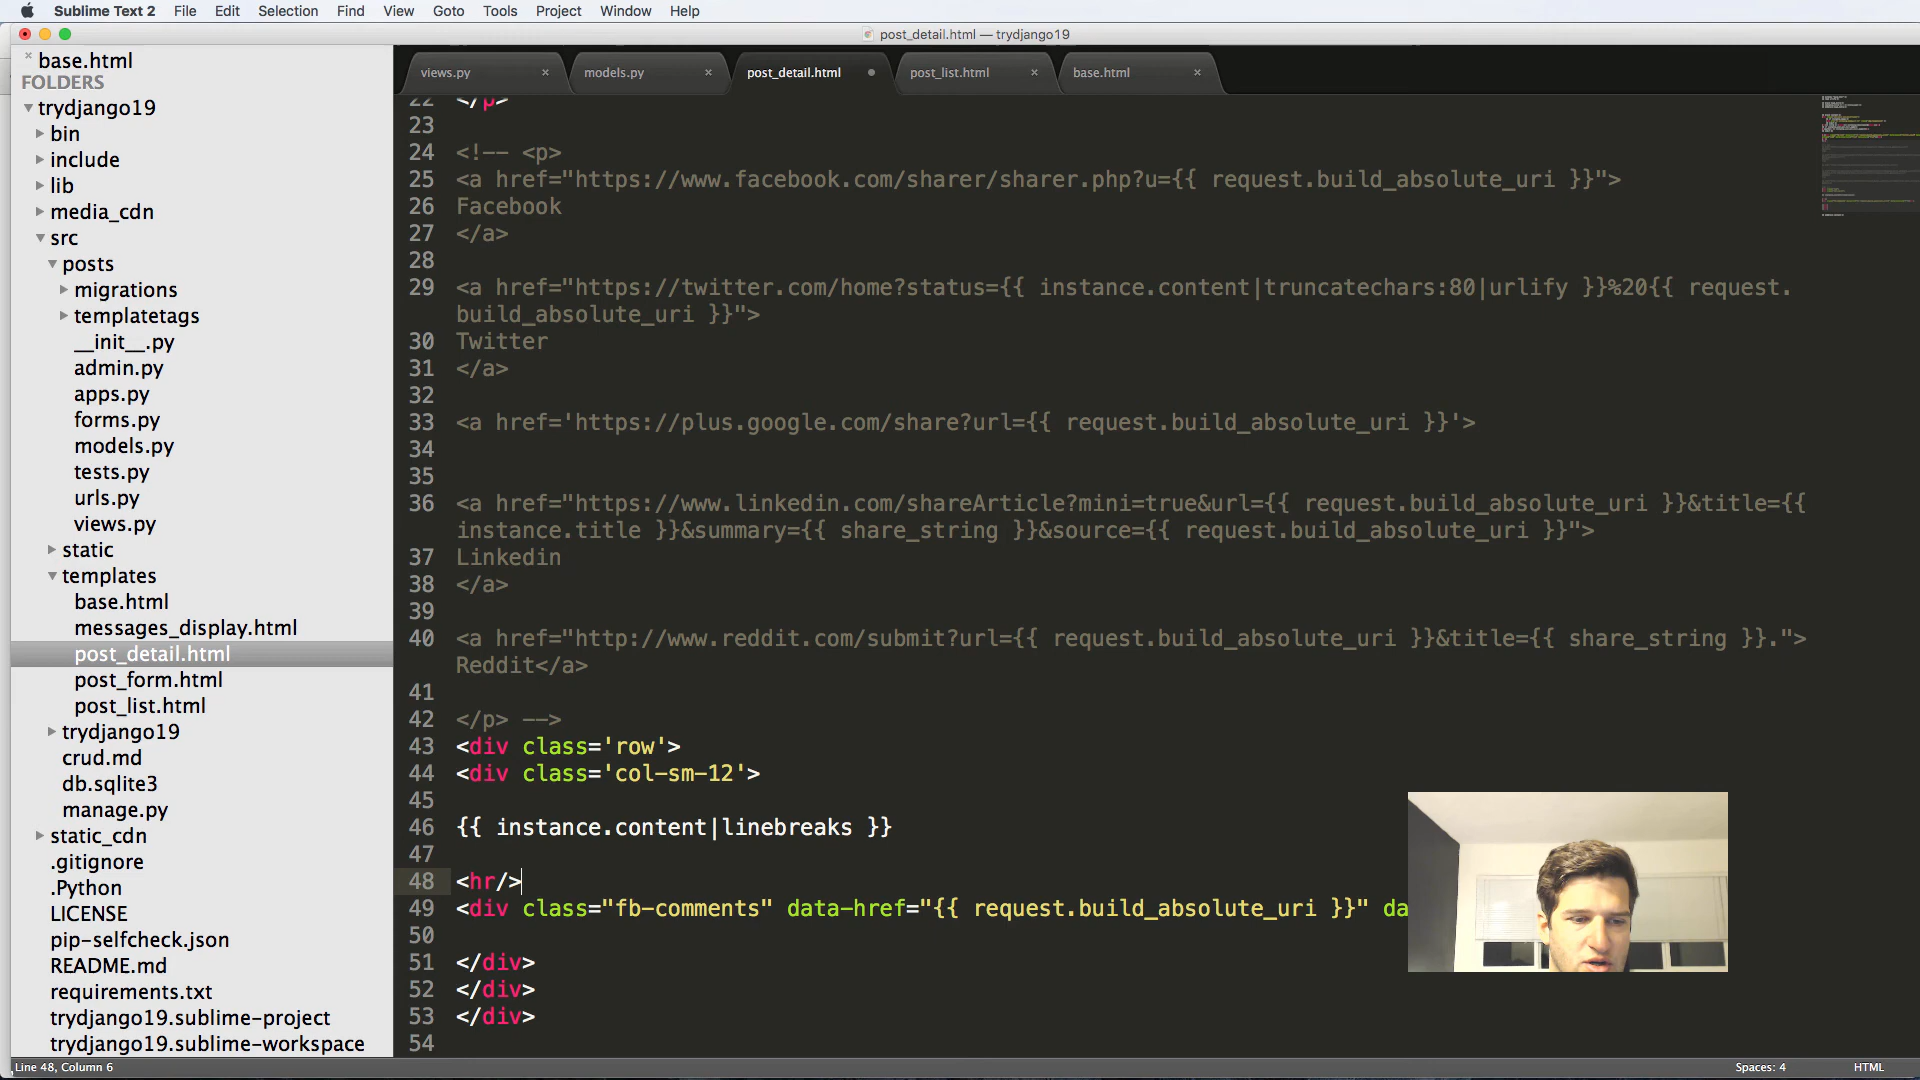 Sublime Text 2 File Edit Selection Find View Goto Tools Project Window Help
post_detail.html — trydjango19
× base.html
FOLDERS
trydjango19
bin
include
lib
media_cdn
src
posts
migrations
templatetags
__init__.py
admin.py
apps.py
forms.py
models.py
tests.py
urls.py
views.py
static
templates
base.html
messages_display.html
post_detail.html
post_form.html
post_list.html
trydjango19
crud.md
db.sqlite3
manage.py
static_cdn
.gitignore
.Python
LICENSE
pip-selfcheck.json
README.md
requirements.txt
trydjango19.sublime-project
trydjango19.sublime-workspace
views.py × models.py × post_detail.html post_list.html × base.html ×
22 </p>
23
24 <!-- <p>
25 <a href="https://www.facebook.com/sharer/sharer.php?u={{ request.build_absolute_uri }}">
26 Facebook
27 </a>
28
29 <a href="https://twitter.com/home?status={{ instance.content|truncatechars:80|urlify }}%20{{ request.
build_absolute_uri }}">
30 Twitter
31 </a>
32
33 <a href='https://plus.google.com/share?url={{ request.build_absolute_uri }}'>
34
35
36 <a href="https://www.linkedin.com/shareArticle?mini=true&url={{ request.build_absolute_uri }}&title={{
instance.title }}&summary={{ share_string }}&source={{ request.build_absolute_uri }}">
37 Linkedin
38 </a>
39
40 <a href="http://www.reddit.com/submit?url={{ request.build_absolute_uri }}&title={{ share_string }}.">
Reddit</a>
41
42 </p> -->
43 <div class='row'>
44 <div class='col-sm-12'>
45
46 {{ instance.content|linebreaks }}
47
48 <hr/>
49 <div class="fb-comments" data-href="{{ request.build_absolute_uri }}" da
50
51 </div>
52 </div>
53 </div>
54
Line 48, Column 6 Spaces: 4 HTML